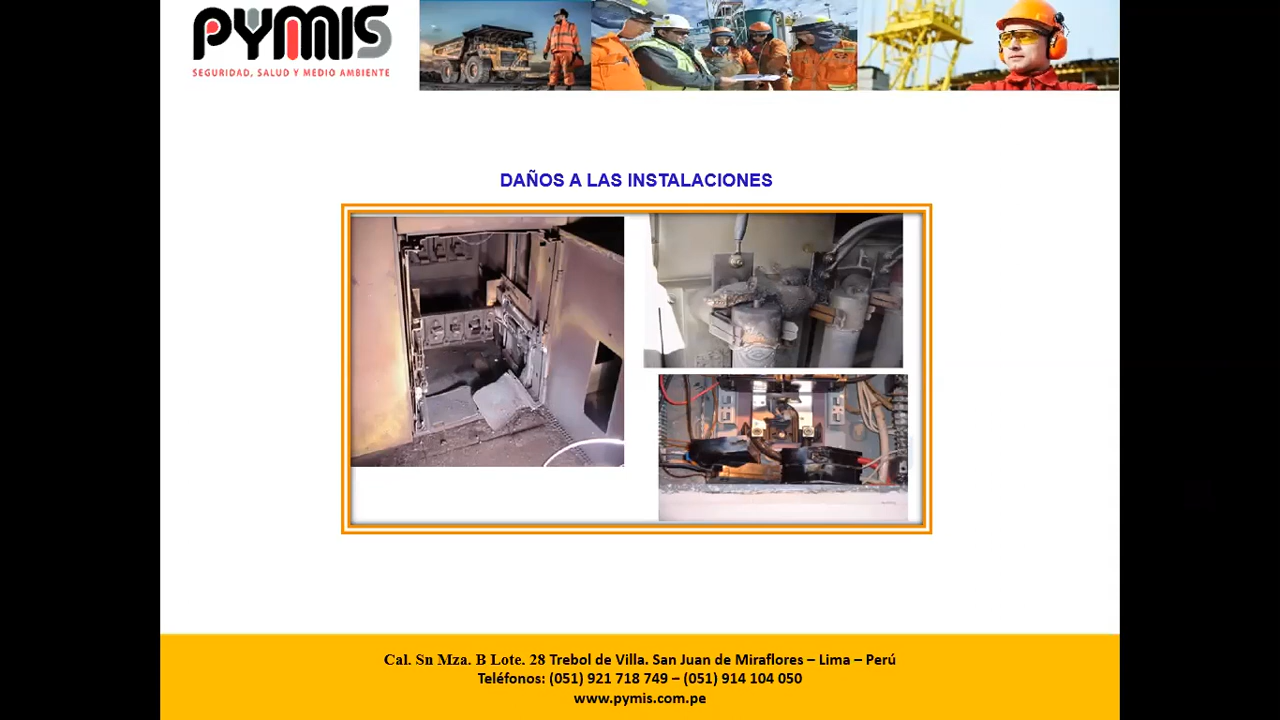 PYMIS
SEGURIDAD, SALUD Y MEDIO AMBIENTE
DAÑOS A LAS INSTALACIONES
Cal. Sn Mza. B Lote. 28 Trebol de Villa. San Juan de Miraflores – Lima – Perú
Teléfonos: (051) 921 718 749 – (051) 914 104 050
www.pymis.com.pe